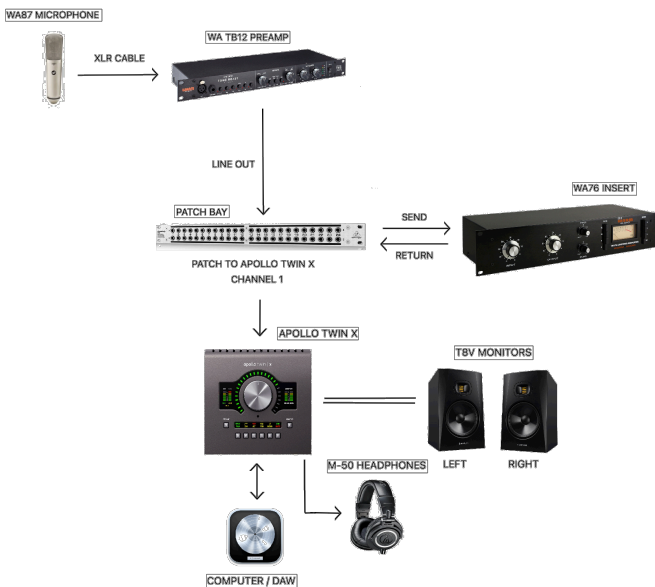 WA87 MICROPHONE
XLR CABLE
WA TB12 PREAMP
LINE OUT
PATCH BAY
SEND
RETURN
WA76 INSERT
PATCH TO APOLLO TWIN X
CHANNEL 1
APOLLO TWIN X
T8V MONITORS
LEFT
RIGHT
M-50 HEADPHONES
COMPUTER / DAW